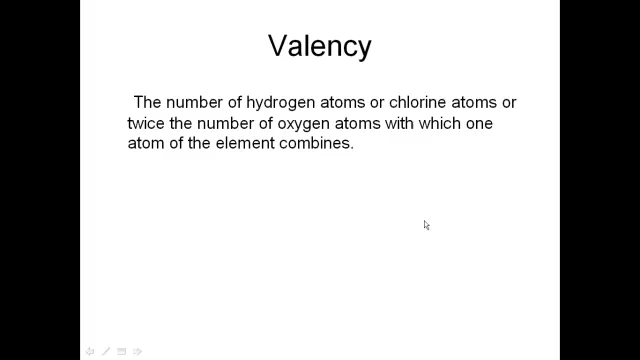 Valency
The number of hydrogen atoms or chlorine atoms or
twice the number of oxygen atoms with which one
atom of the element combines.